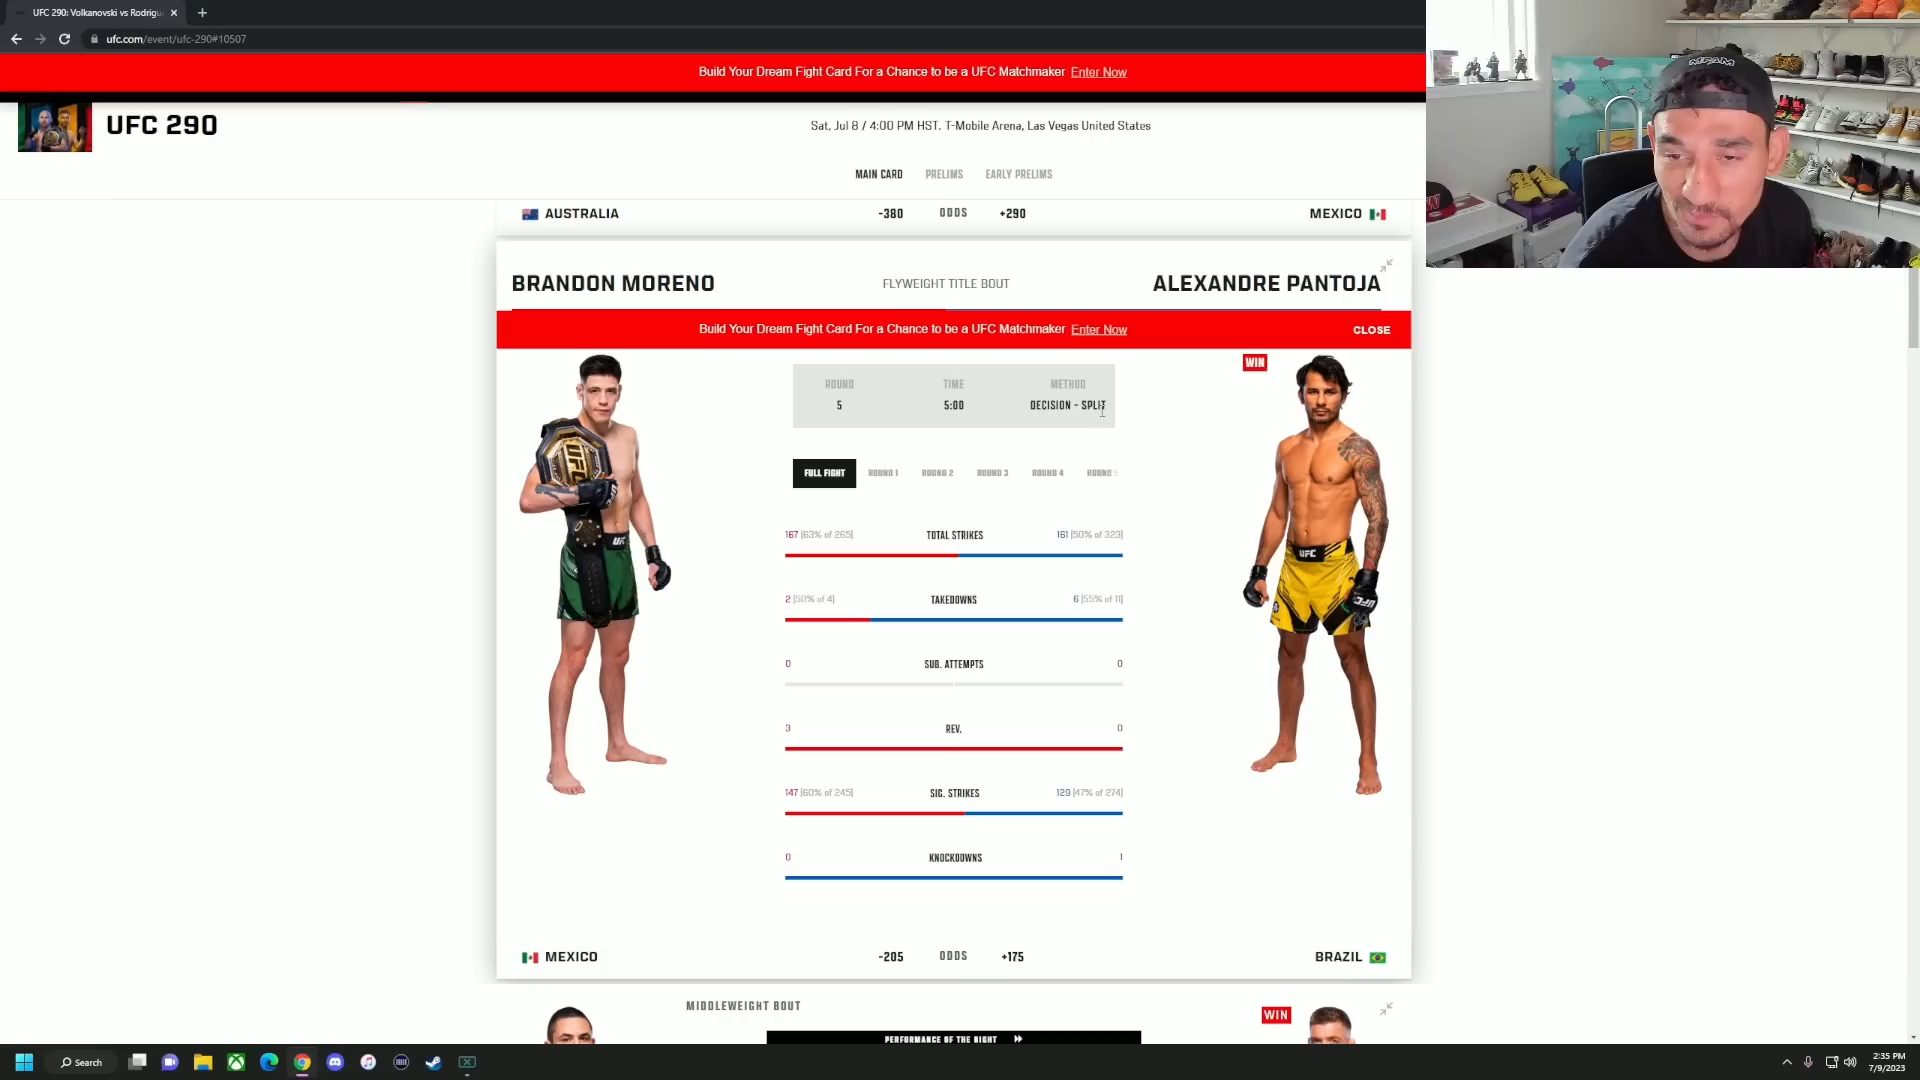 UFC 290: Volkanovski vs Rodrigu
ufc.com/event/ufc-290#10507
Build Your Dream Fight Card For a Chance to be a UFC Matchmaker Enter Now
UFC 290
Sat, Jul 8 / 4:00 PM HST. T-Mobile Arena, Las Vegas United States
MAIN CARD PRELIMS EARLY PRELIMS
AUSTRALIA -380 ODDS +290 MEXICO
BRANDON MORENO FLYWEIGHT TITLE BOUT ALEXANDRE PANTOJA
Build Your Dream Fight Card For a Chance to be a UFC Matchmaker Enter Now CLOSE
WIN
ROUND TIME METHOD
5 5:00 DECISION - SPLIT
FULL FIGHT ROUND 1 ROUND 2 ROUND 3 ROUND 4 ROUND 5
167 [63% of 265] TOTAL STRIKES 161 [50% of 323]
2 [50% of 4] TAKEDOWNS 6 [55% of 11]
0 SUB. ATTEMPTS 0
3 REV. 0
147 [60% of 245] SIG. STRIKES 129 [47% of 274]
0 KNOCKDOWNS 1
MEXICO -205 ODDS +175 BRAZIL
MIDDLEWEIGHT BOUT
WIN
PERFORMANCE OF THE NIGHT
Search
2:35 PM
7/9/2023
UFC
UFC
UFC
UFC